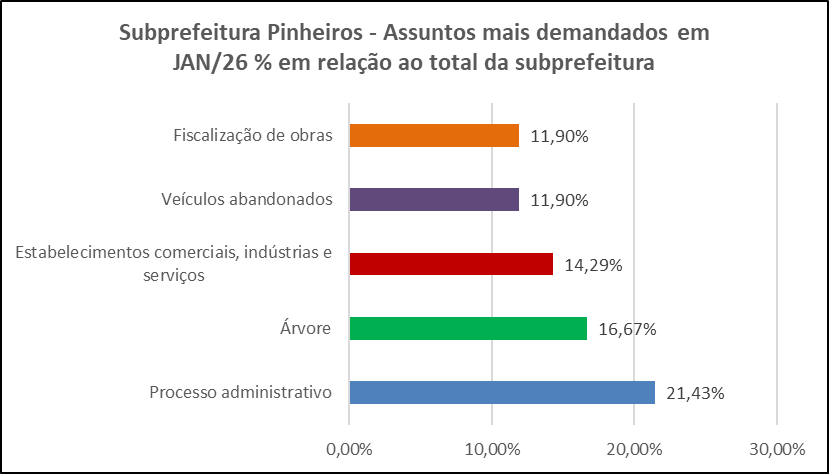 Subprefeitura Pinheiros - Assuntos mais demandados em
JAN/26 % em relação ao total da subprefeitura
Fiscalização de obras
11,90%
Veículos abandonados
11,90%
Estabelecimentos comerciais, indústrias e
serviços
14,29%
Árvore
16,67%
Processo administrativo
21,43%
0,00%
10,00%
20,00%
30,00%